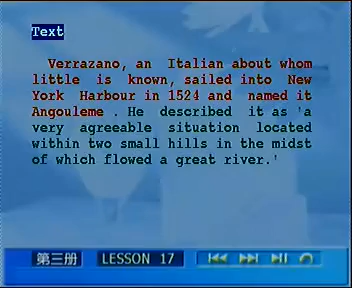 Text
Verrazano, an Italian about whom
little is known, sailed into New
York Harbour in 1524 and named it
Angouleme . He described it as 'a
very agreeable situation located
within two small hills in the midst
of which flowed a great river.'
第三册 LESSON 17